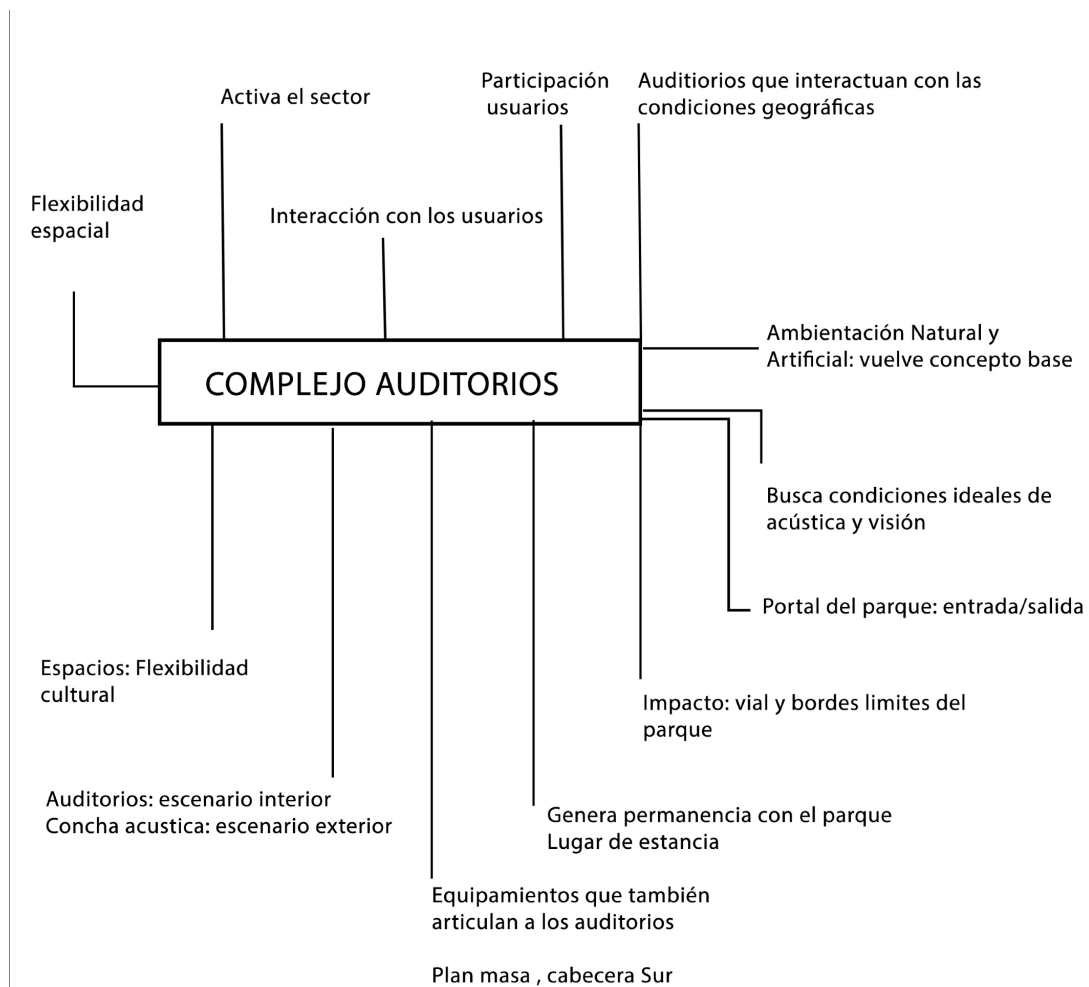 Activa el sector
Participación
usuarios
Auditiorios que interactuan con las
condiciones geográficas
Flexibilidad
espacial
Interacción con los usuarios
Ambientación Natural y
Artificial: vuelve concepto base
COMPLEJO AUDITORIOS
Busca condiciones ideales de
acústica y visión
Portal del parque: entrada/salida
Espacios: Flexibilidad
cultural
Impacto: vial y bordes limites del
parque
Auditorios: escenario interior
Concha acustica: escenario exterior
Genera permanencia con el parque
Lugar de estancia
Equipamientos que también
articulan a los auditorios
Plan masa , cabecera Sur